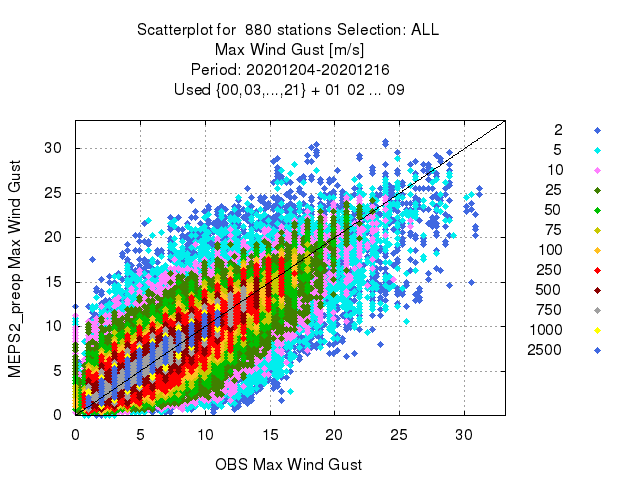 Scatterplot for 880 stations Selection: ALL
Max Wind Gust [m/s]
Period: 20201204-20201216
Used {00,03,...,21} + 01 02 ... 09
MEPS2_preop Max Wind Gust
30
25
20
15
10
5
0
0 5 10 15 20 25 30
OBS Max Wind Gust
2
5
10
25
50
75
100
250
500
750
1000
2500